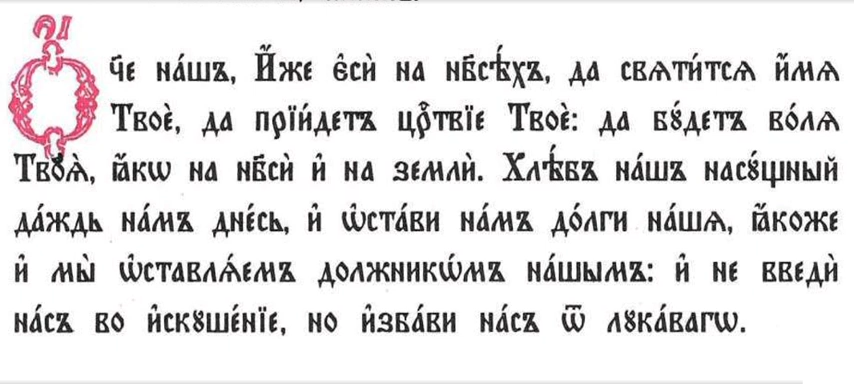 Ѻ҆́ч҃е на́шъ, И҆́же є҆сѝ на нб҃сѣ́хъ, да свѧти́тсѧ и҆́мѧ
Твоѐ, да прїи́детъ црⷭ҇твїе Твоѐ: да бꙋ́детъ во́лѧ
Твоѧ̀, ꙗ҆́кѡ на нб҃сѝ и҆ на землѝ. Хлѣ́бъ на́шъ насꙋ́щный
да́ждь на́мъ дне́сь, и҆ ѡ҆ста́ви на́мъ до́лги на́шѧ, ꙗ҆́коже
и҆ мы̀ ѡ҆ставлѧ́емъ должникѡ́мъ на́шымъ: и҆ не введѝ
на́съ во и҆скꙋше́нїе, но и҆зба́ви на́съ ѿ лꙋка́вагѡ.